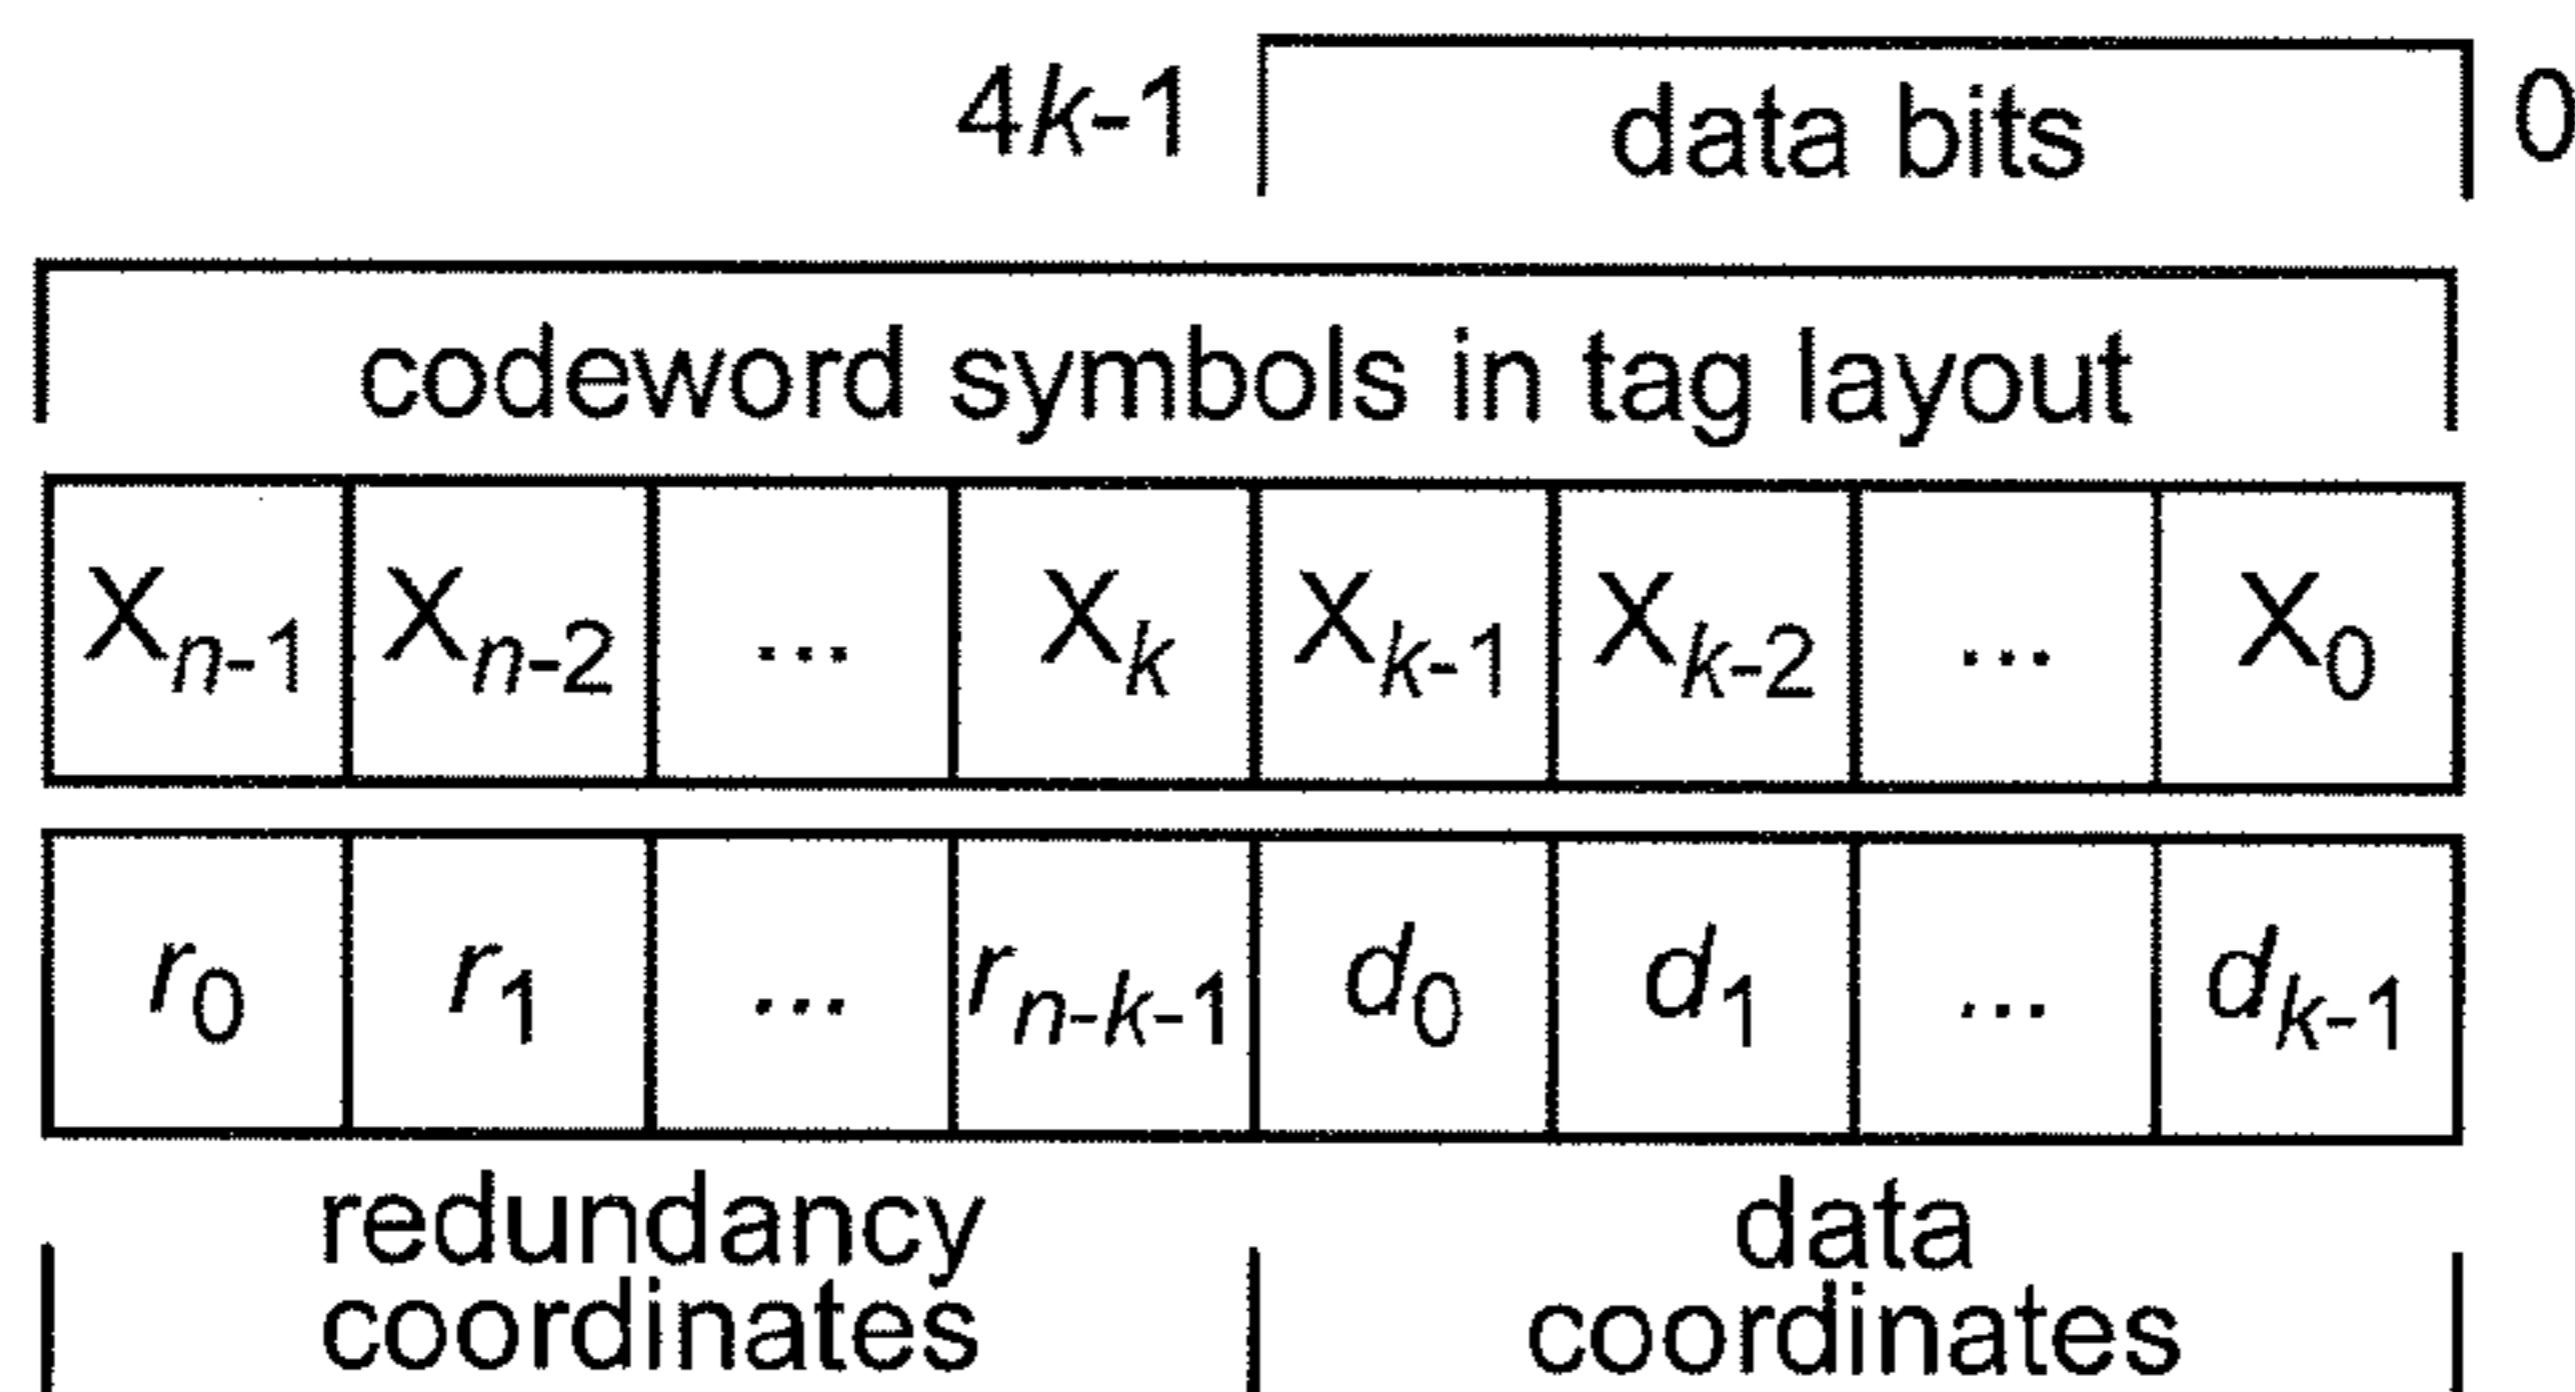 4k-1 data bits 0
codeword symbols in tag layout
Xn-1 Xn-2 ... Xk Xk-1 Xk-2 ... X0
r0 r1 ... rn-k-1 d0 d1 ... dk-1
redundancy data
coordinates coordinates